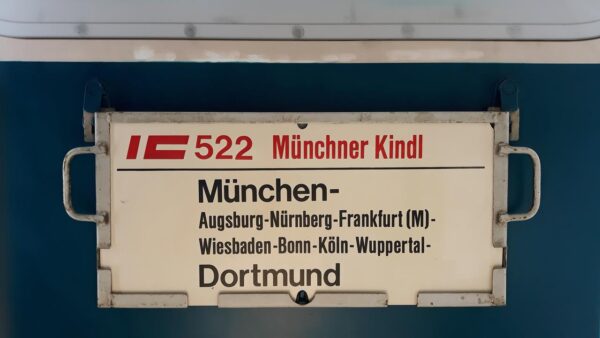 IC 522 Münchner Kindl
München-
Augsburg-Nürnberg-Frankfurt (M)-
Wiesbaden-Bonn-Köln-Wuppertal-
Dortmund